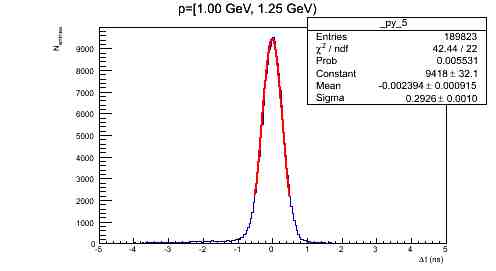 p=[1.00 GeV, 1.25 GeV)
_py_5
Entries 189823
χ² / ndf 42.44 / 22
Prob 0.005531
Constant 9418 ± 32.1
Mean -0.002394 ± 0.000915
Sigma 0.2926 ± 0.0010
N_entries
9000
8000
7000
6000
5000
4000
3000
2000
1000
0
-5 -4 -3 -2 -1 0 1 2 3 4 5
Δt (ns)